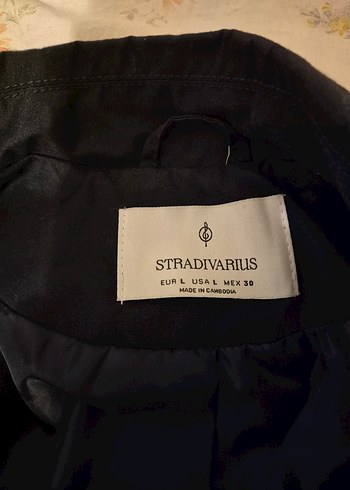 STRADIVARIUS
EUR L USA L MEX 30
MADE IN CAMBODIA